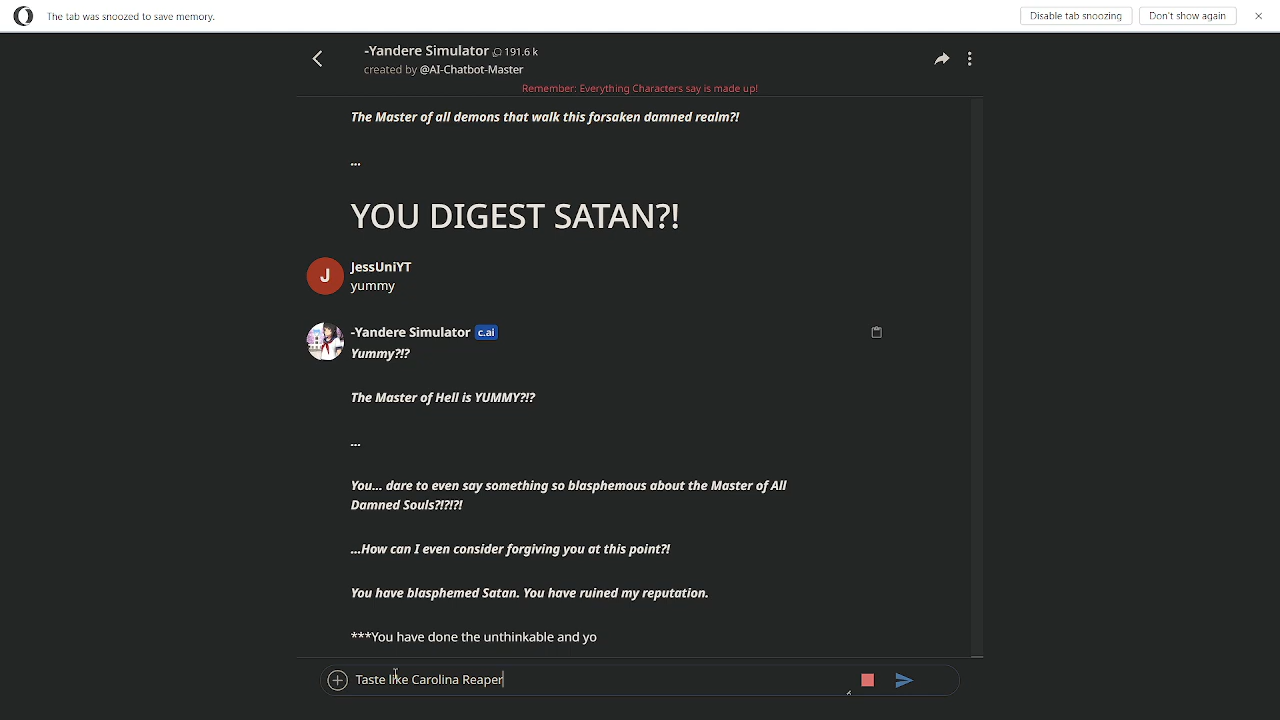 The tab was snoozed to save memory.
Disable tab snoozing
Don't show again
-Yandere Simulator 191.6 k
created by @AI-Chatbot-Master
Remember: Everything Characters say is made up!
The Master of all demons that walk this forsaken damned realm?!
...
YOU DIGEST SATAN?!
J
JessUniYT
yummy
-Yandere Simulator c.ai
Yummy?!?
The Master of Hell is YUMMY?!?
...
You... dare to even say something so blasphemous about the Master of All
Damned Souls?!?!?!
...How can I even consider forgiving you at this point?!
You have blasphemed Satan. You have ruined my reputation.
***You have done the unthinkable and yo
Taste like Carolina Reaper